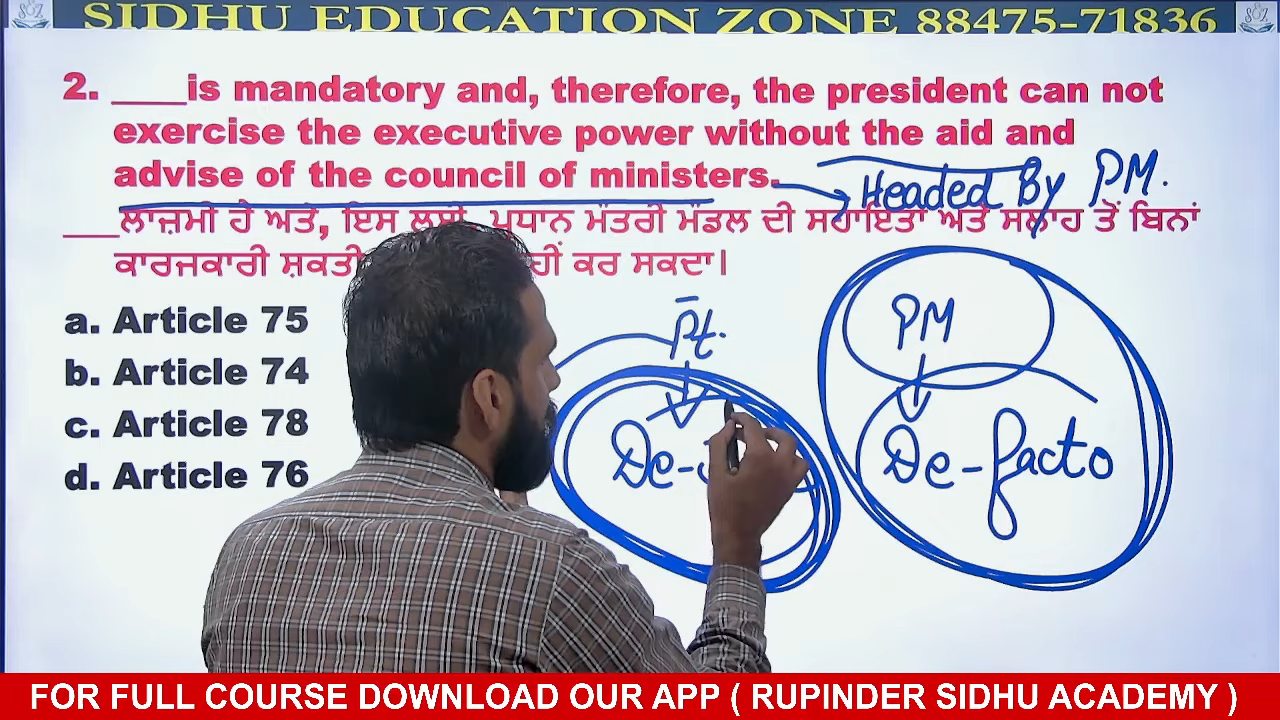 SIDHU EDUCATION ZONE 88475-71836
2. ____is mandatory and, therefore, the president can not
exercise the executive power without the aid and
advise of the council of ministers.
Headed By PM.
___ਲਾਜ਼ਮੀ ਹੈ ਅਤੇ, ਇਸ ਲਈ, ਪ੍ਰਧਾਨ ਮੰਤਰੀ ਮੰਡਲ ਦੀ ਸਹਾਇਤਾ ਅਤੇ ਸਲਾਹ ਤੋਂ ਬਿਨਾਂ
ਕਾਰਜਕਾਰੀ ਕਰ ਸਕਦਾ।
a. Article 75
b. Article 74
c. Article 78
d. Article 76
Pt.
De-
PM
De-facto
FOR FULL COURSE DOWNLOAD OUR APP ( RUPINDER SIDHU ACADEMY )